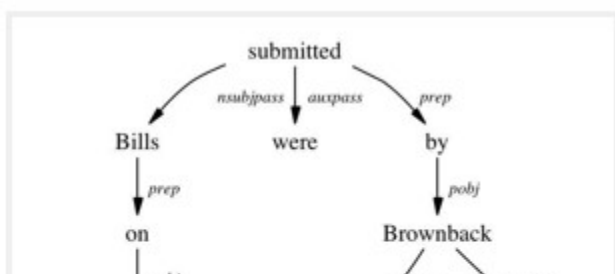 submitted
nsubjpass auxpass prep
Bills were by
prep pobj
on Brownback